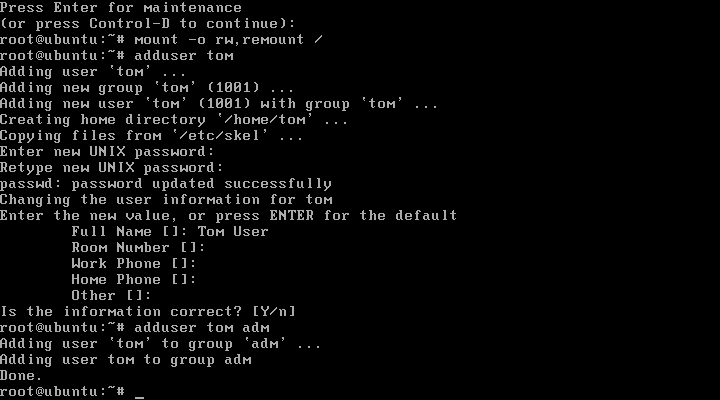 Press Enter for maintenance
(or press Control-D to continue):
root@ubuntu:~# mount -o rw,remount /
root@ubuntu:~# adduser tom
Adding user `tom' ...
Adding new group `tom' (1001) ...
Adding new user `tom' (1001) with group `tom' ...
Creating home directory `/home/tom' ...
Copying files from `/etc/skel' ...
Enter new UNIX password:
Retype new UNIX password:
passwd: password updated successfully
Changing the user information for tom
Enter the new value, or press ENTER for the default
        Full Name []: Tom User
        Room Number []:
        Work Phone []:
        Home Phone []:
        Other []:
Is the information correct? [Y/n]
root@ubuntu:~# adduser tom adm
Adding user `tom' to group `adm' ...
Adding user tom to group adm
Done.
root@ubuntu:~# _